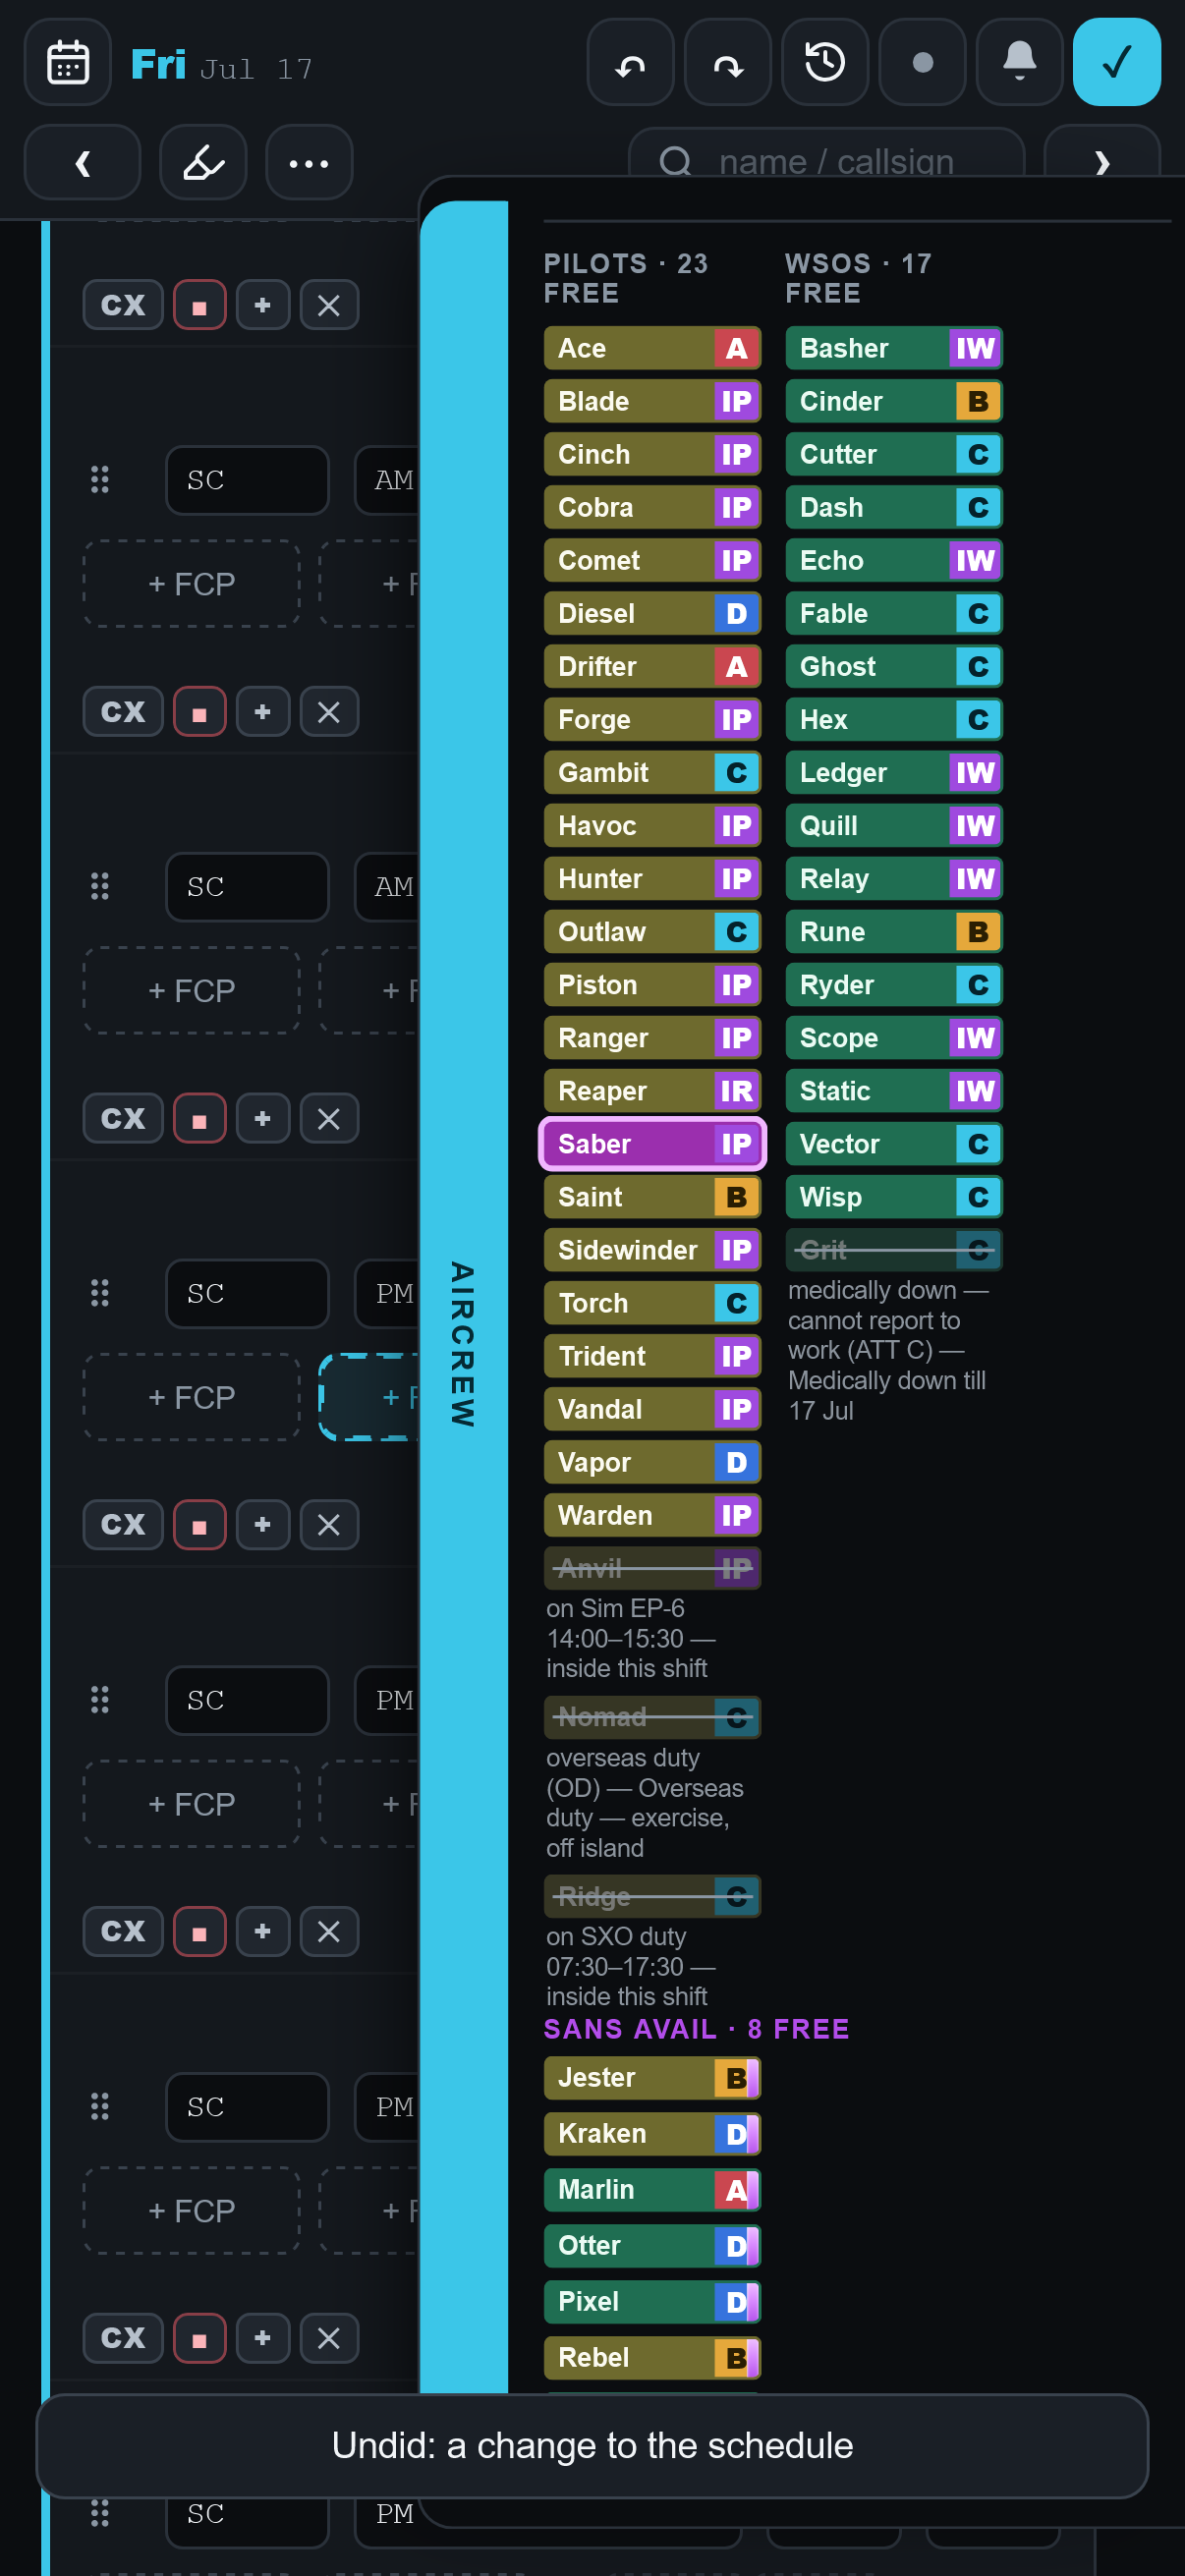 Fri Jul 17
name / callsign
PILOTS · 23 FREE
WSOS · 17 FREE
CX
SC
AM
+ FCP
CX
SC
AM
+ FCP
CX
SC
PM
+ FCP
CX
SC
PM
+ FCP
CX
SC
PM
+ FCP
CX
SC
PM
AIRCREW
Ace A
Blade IP
Cinch IP
Cobra IP
Comet IP
Diesel D
Drifter A
Forge IP
Gambit C
Havoc IP
Hunter IP
Outlaw C
Piston IP
Ranger IP
Reaper IR
Saber IP
Saint B
Sidewinder IP
Torch C
Trident IP
Vandal IP
Vapor D
Warden IP
Anvil IP
on Sim EP-6
14:00–15:30 —
inside this shift
Nomad C
overseas duty
(OD) — Overseas
duty — exercise,
off island
Ridge C
on SXO duty
07:30–17:30 —
inside this shift
Basher IW
Cinder B
Cutter C
Dash C
Echo IW
Fable C
Ghost C
Hex C
Ledger IW
Quill IW
Relay IW
Rune B
Ryder C
Scope IW
Static IW
Vector C
Wisp C
Grit C
medically down —
cannot report to
work (ATT C) —
Medically down till
17 Jul
SANS AVAIL · 8 FREE
Jester B
Kraken D
Marlin A
Otter D
Pixel D
Rebel B
Undid: a change to the schedule